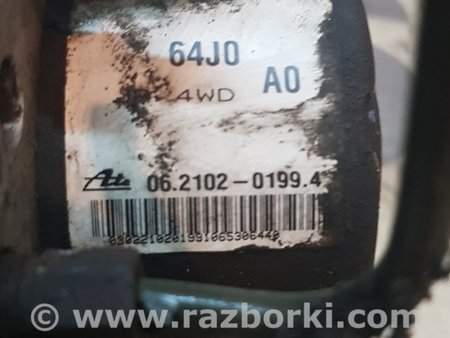 64J0
4WD A0
Ate 06.2102-0199.4
© www.razborki.com